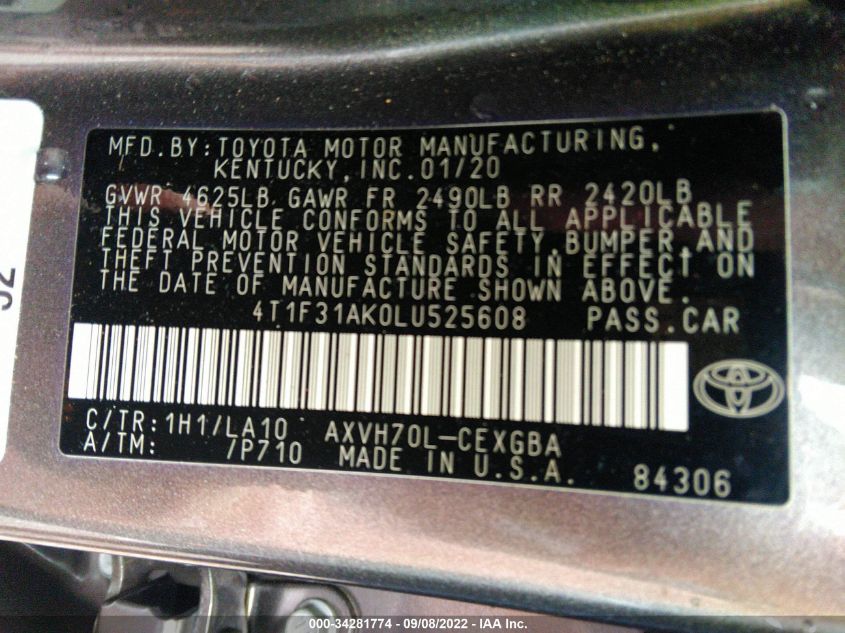 MFD.BY:TOYOTA MOTOR MANUFACTURING,
KENTUCKY,INC.01/20
GVWR 4625LB GAWR FR 2490LB RR 2420LB
THIS VEHICLE CONFORMS TO ALL APPLICABLE
FEDERAL MOTOR VEHICLE SAFETY,BUMPER,AND
THEFT PREVENTION STANDARDS IN EFFECT ON
THE DATE OF MANUFACTURE SHOWN ABOVE.
4T1F31AK0LU525608 PASS.CAR
C/TR:1H1/LA10 AXVH70L-CEXGBA
A/TM: /P710 MADE IN U.S.A. 84306
000-34281774 - 09/08/2022 - IAA Inc.